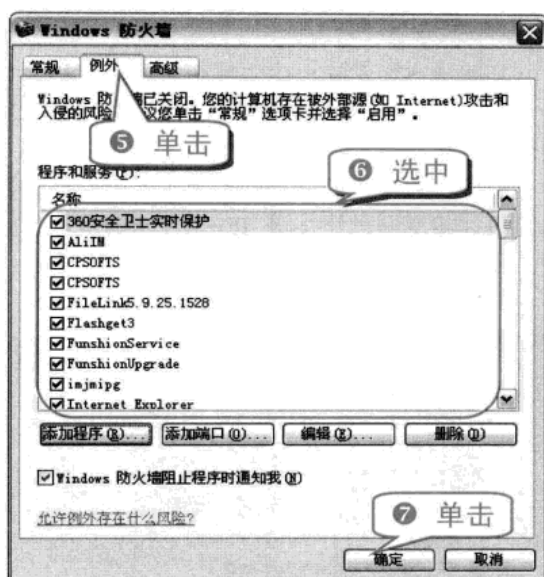 Windows 防火墙
常规 例外 高级
Windows 防 已关闭。您的计算机存在被外部源(如 Internet)攻击和
入侵的风险 议您单击“常规”选项卡并选择“启用”。
❺ 单击
程序和服务(P):
❻ 选中
名称
360安全卫士实时保护
AliIM
CPSOFTS
CPSOFTS
FileLink5.9.25.1528
Flashget3
FunshionService
FunshionUpgrade
imjmipg
Internet Explorer
添加程序(R)... 添加端口(O)... 编辑(E)... 删除(D)
Windows 防火墙阻止程序时通知我(N)
允许例外存在什么风险?
❼ 单击
确定 取消